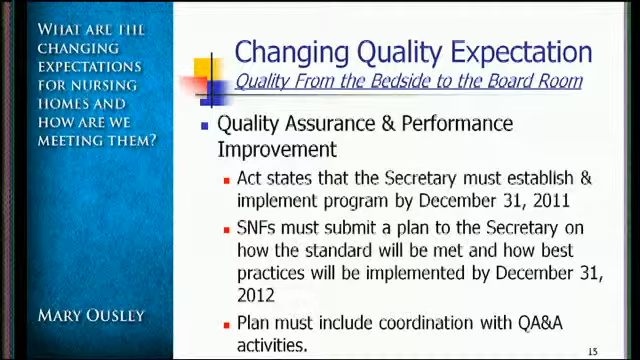 What are the
changing
expectations
for nursing
homes and
how are we
meeting them?
Mary Ousley
Changing Quality Expectation
Quality From the Bedside to the Board Room
Quality Assurance & Performance
Improvement
Act states that the Secretary must establish &
implement program by December 31, 2011
SNFs must submit a plan to the Secretary on
how the standard will be met and how best
practices will be implemented by December 31,
2012
Plan must include coordination with QA&A
activities.
15